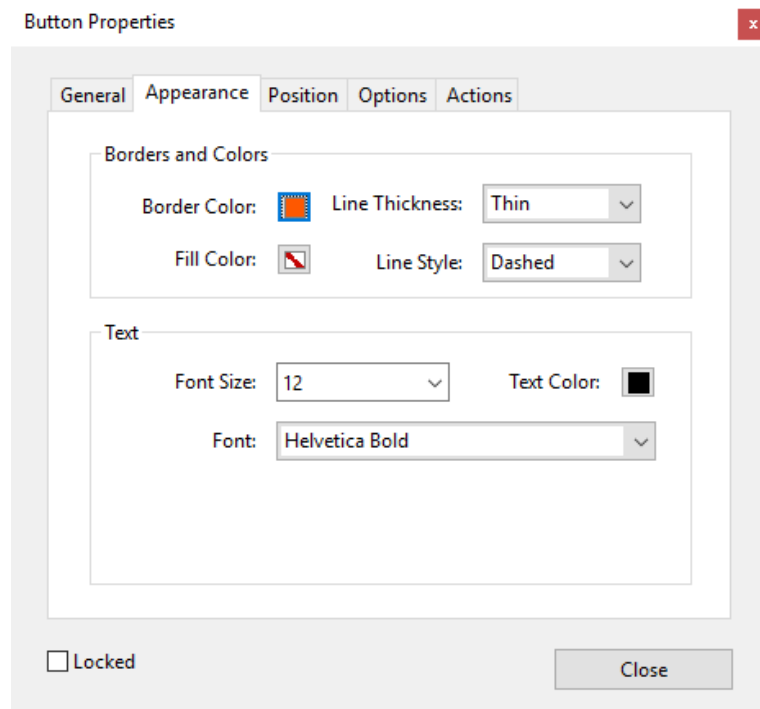 Button Properties
x
General Appearance Position Options Actions
Borders and Colors
Border Color: Line Thickness: Thin
Fill Color: Line Style: Dashed
Text
Font Size: 12 Text Color:
Font: Helvetica Bold
Locked
Close